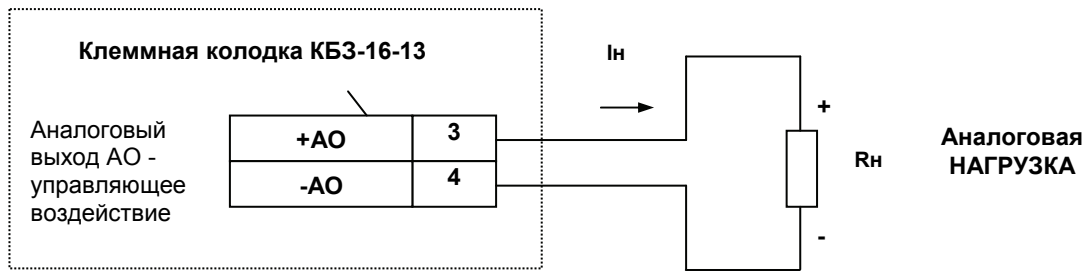 Клеммная колодка КБЗ-16-13
Iн
Аналоговый
выход АО -
управляющее
воздействие
+АО
3
-АО
4
+
Rн
-
Аналоговая
НАГРУЗКА